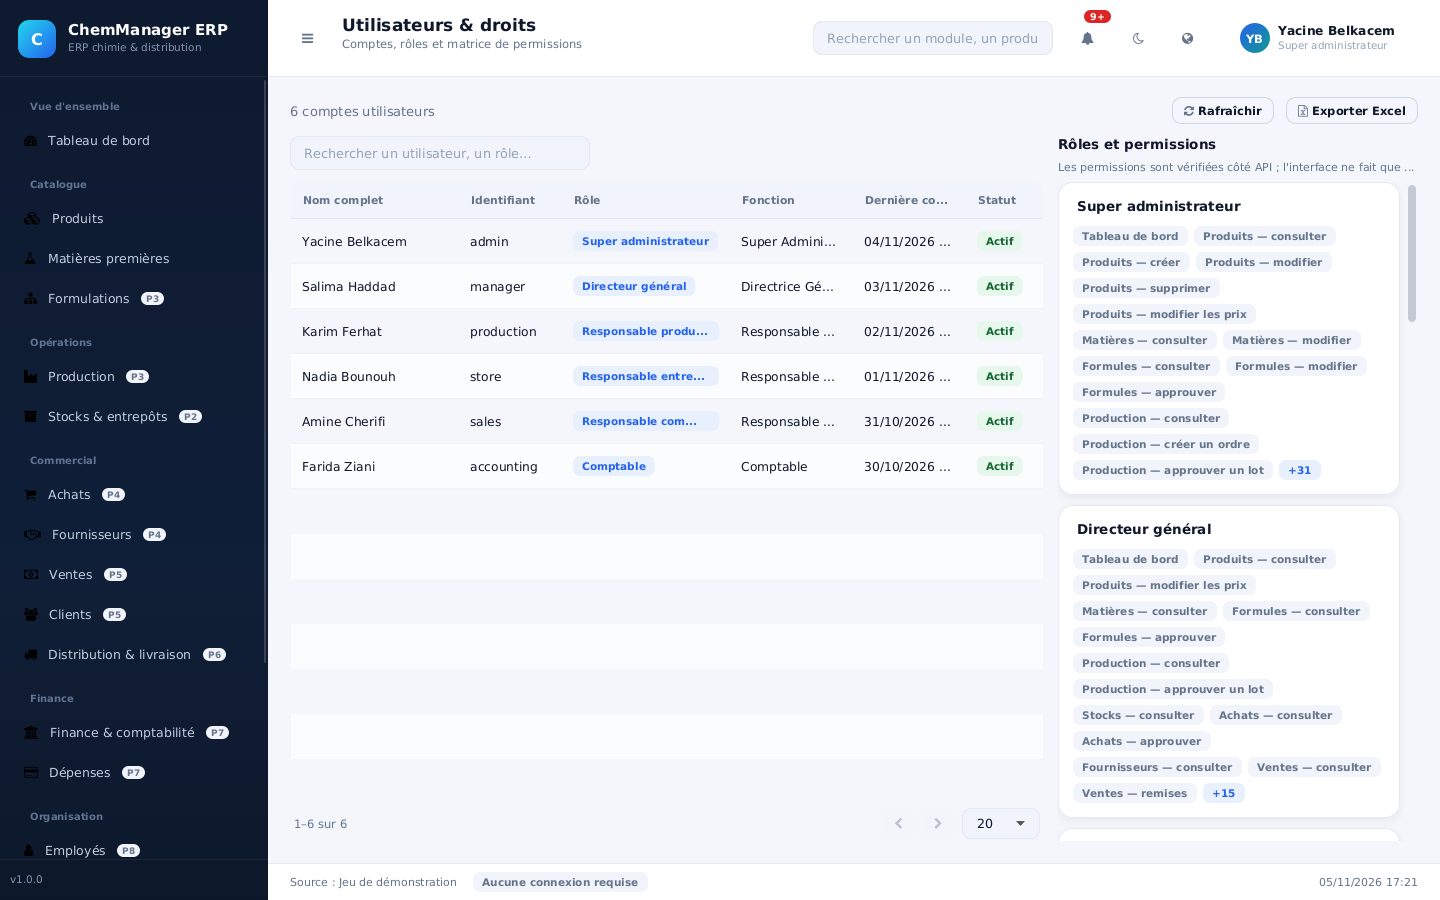 C
ChemManager ERP
ERP chimie & distribution
Vue d'ensemble
Tableau de bord
Catalogue
Produits
Matières premières
Formulations P3
Opérations
Production P3
Stocks & entrepôts P2
Commercial
Achats P4
Fournisseurs P4
Ventes P5
Clients P5
Distribution & livraison P6
Finance
Finance & comptabilité P7
Dépenses P7
Organisation
Employés P8
v1.0.0
Utilisateurs & droits
Comptes, rôles et matrice de permissions
Rechercher un module, un produ
9+
YB
Yacine Belkacem
Super administrateur
6 comptes utilisateurs
Rafraîchir
Exporter Excel
Rechercher un utilisateur, un rôle...
Nom complet Identifiant Rôle Fonction Dernière co... Statut
Yacine Belkacem admin Super administrateur Super Admini... 04/11/2026 ... Actif
Salima Haddad manager Directeur général Directrice Gé... 03/11/2026 ... Actif
Karim Ferhat production Responsable produ... Responsable ... 02/11/2026 ... Actif
Nadia Bounouh store Responsable entre... Responsable ... 01/11/2026 ... Actif
Amine Cherifi sales Responsable com... Responsable ... 31/10/2026 ... Actif
Farida Ziani accounting Comptable Comptable 30/10/2026 ... Actif
1–6 sur 6
20
Rôles et permissions
Les permissions sont vérifiées côté API ; l'interface ne fait que ...
Super administrateur
Tableau de bord Produits — consulter
Produits — créer Produits — modifier
Produits — supprimer
Produits — modifier les prix
Matières — consulter Matières — modifier
Formules — consulter Formules — modifier
Formules — approuver
Production — consulter
Production — créer un ordre
Production — approuver un lot +31
Directeur général
Tableau de bord Produits — consulter
Produits — modifier les prix
Matières — consulter Formules — consulter
Formules — approuver
Production — consulter
Production — approuver un lot
Stocks — consulter Achats — consulter
Achats — approuver
Fournisseurs — consulter Ventes — consulter
Ventes — remises +15
Source : Jeu de démonstration Aucune connexion requise
05/11/2026 17:21